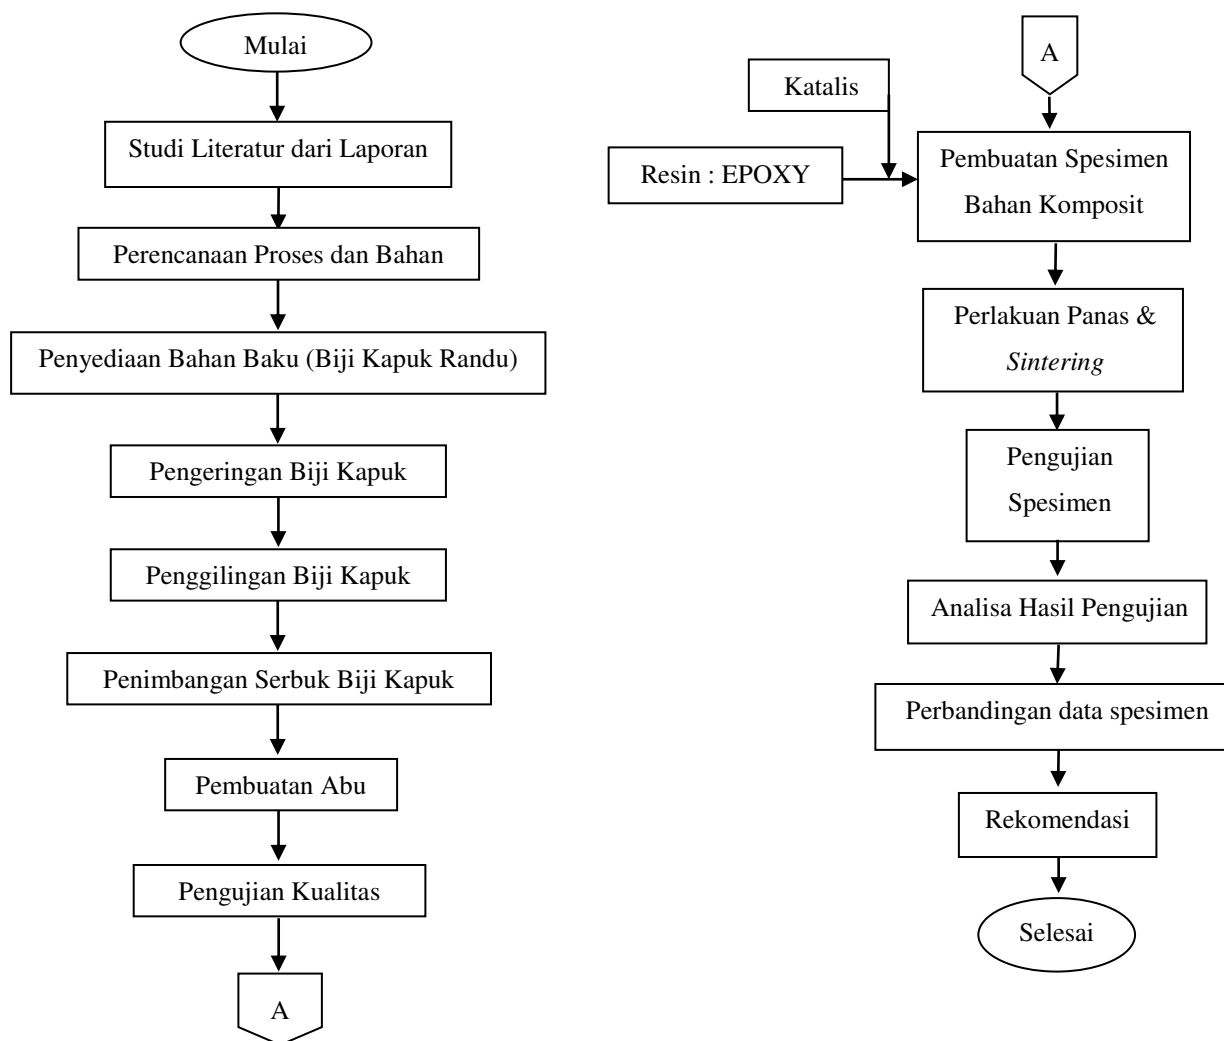 Mulai
Studi Literatur dari Laporan
Perencanaan Proses dan Bahan
Penyediaan Bahan Baku (Biji Kapuk Randu)
Pengeringan Biji Kapuk
Penggilingan Biji Kapuk
Penimbangan Serbuk Biji Kapuk
Pembuatan Abu
Pengujian Kualitas
A
A
Katalis
Resin : EPOXY
Pembuatan Spesimen
Bahan Komposit
Perlakuan Panas &
Sintering
Pengujian
Spesimen
Analisa Hasil Pengujian
Perbandingan data spesimen
Rekomendasi
Selesai